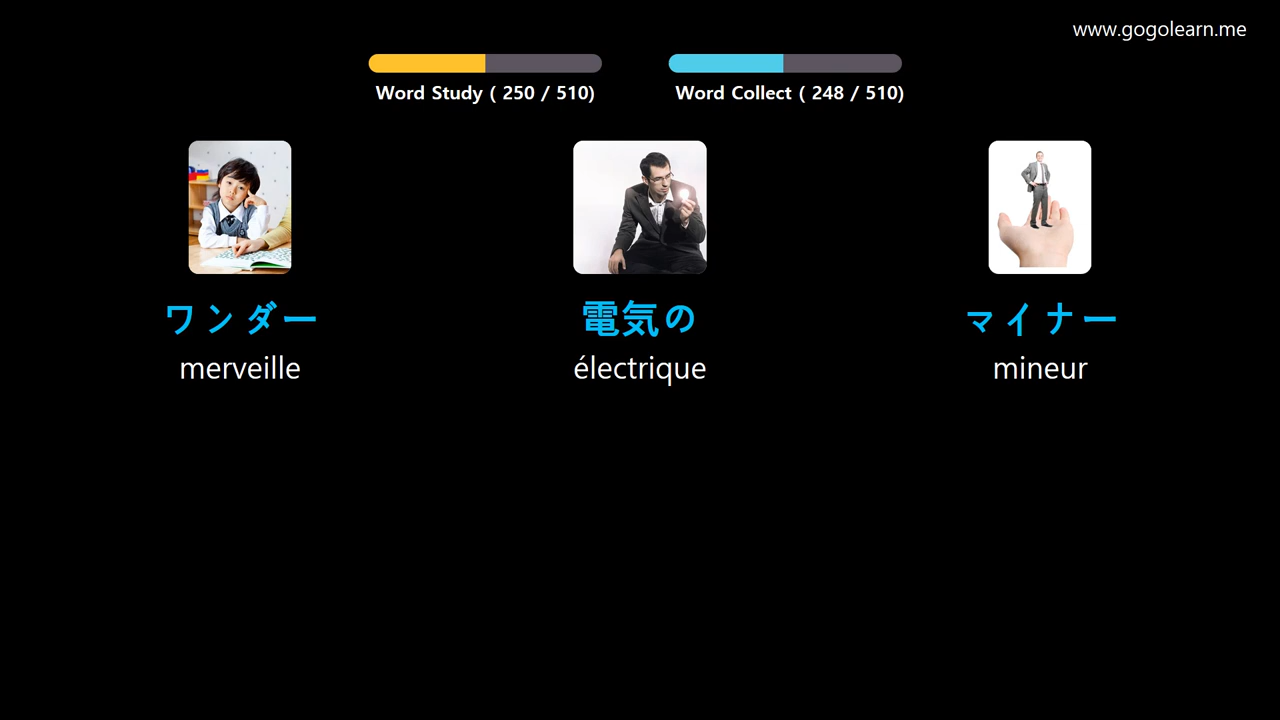 www.gogolearn.me
Word Study ( 250 / 510)
Word Collect ( 248 / 510)
ワンダー
電気の
マイナー
merveille
électrique
mineur